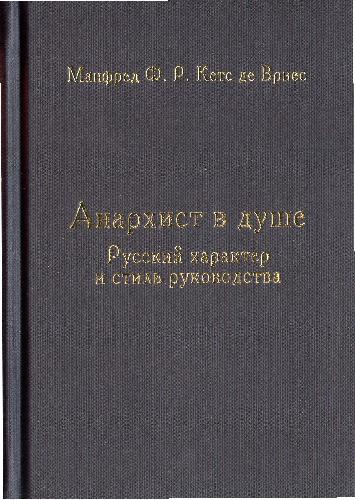 Манфред Ф. Р. Кетс де Врис
Анархист в душе
Русский характер
и стиль руководства